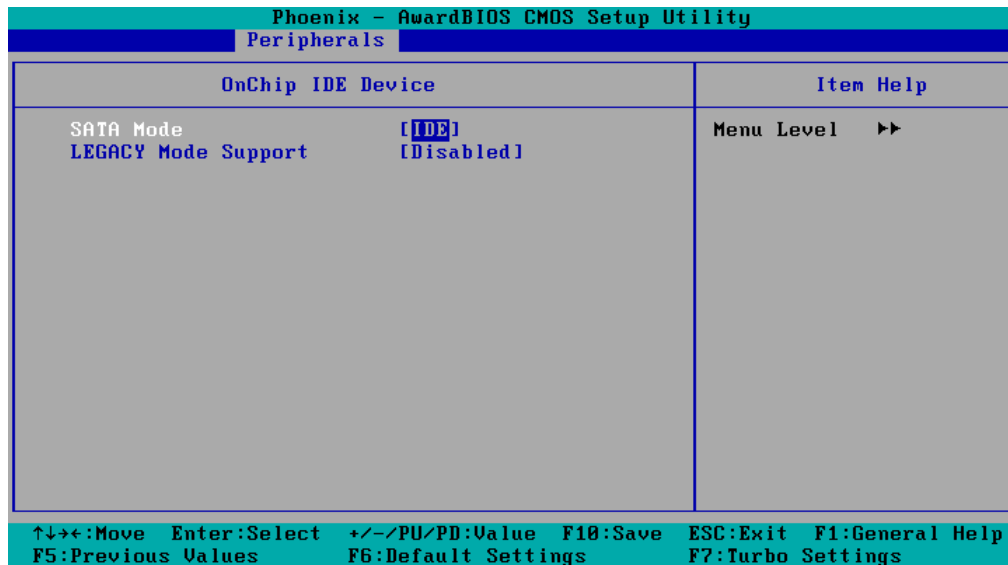 Phoenix - AwardBIOS CMOS Setup Utility
Peripherals
OnChip IDE Device
Item Help
SATA Mode [IDE]
Menu Level ▶▶
LEGACY Mode Support [Disabled]
↑↓→←:Move Enter:Select +/-/PU/PD:Value F10:Save ESC:Exit F1:General Help
F5:Previous Values F6:Default Settings F7:Turbo Settings